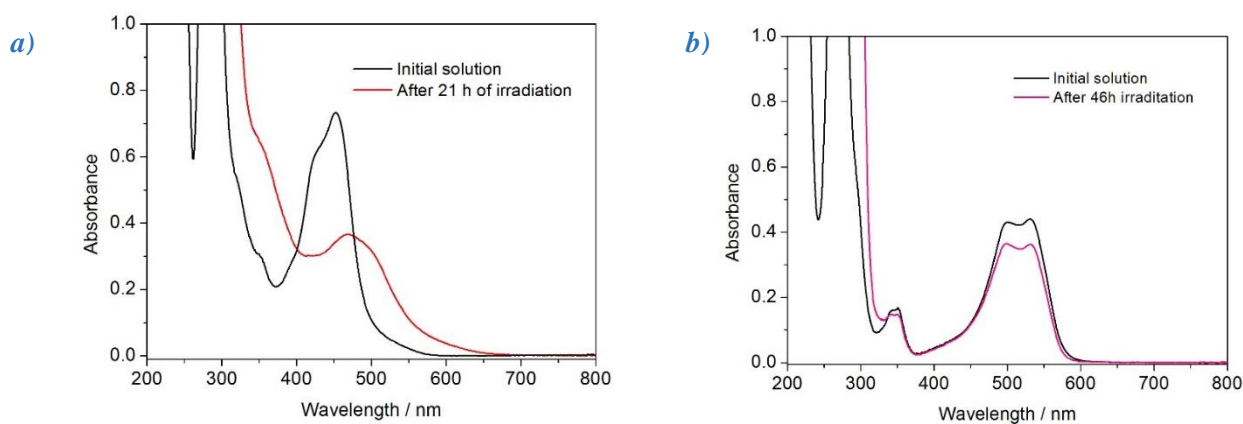 a)
1.0
0.8
0.6
0.4
0.2
0.0
Absorbance
Initial solution
After 21 h of irradiation
200 300 400 500 600 700 800
Wavelength / nm
b)
1.0
0.8
0.6
0.4
0.2
0.0
Absorbance
Initial solution
After 46h irraditation
200 300 400 500 600 700 800
Wavelength / nm